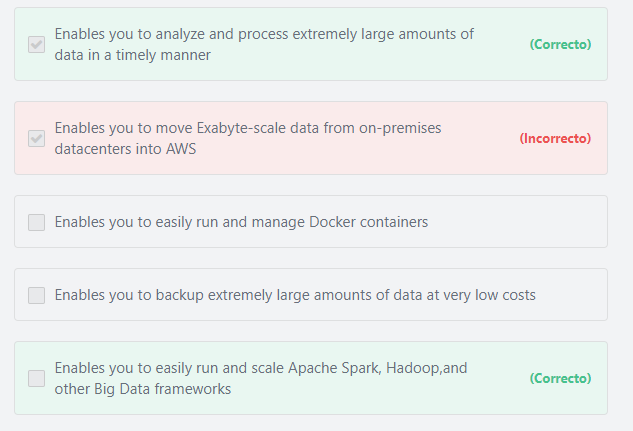 Enables you to analyze and process extremely large amounts of
data in a timely manner
(Correcto)
Enables you to move Exabyte-scale data from on-premises
datacenters into AWS
(Incorrecto)
Enables you to easily run and manage Docker containers
Enables you to backup extremely large amounts of data at very low costs
Enables you to easily run and scale Apache Spark, Hadoop,and
other Big Data frameworks
(Correcto)